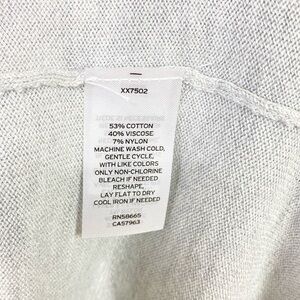 XX7502
53% COTTON
40% VISCOSE
7% NYLON
MACHINE WASH COLD,
GENTLE CYCLE,
WITH LIKE COLORS
ONLY NON-CHLORINE
BLEACH IF NEEDED
RESHAPE,
LAY FLAT TO DRY
COOL IRON IF NEEDED
RN58665
CA57963